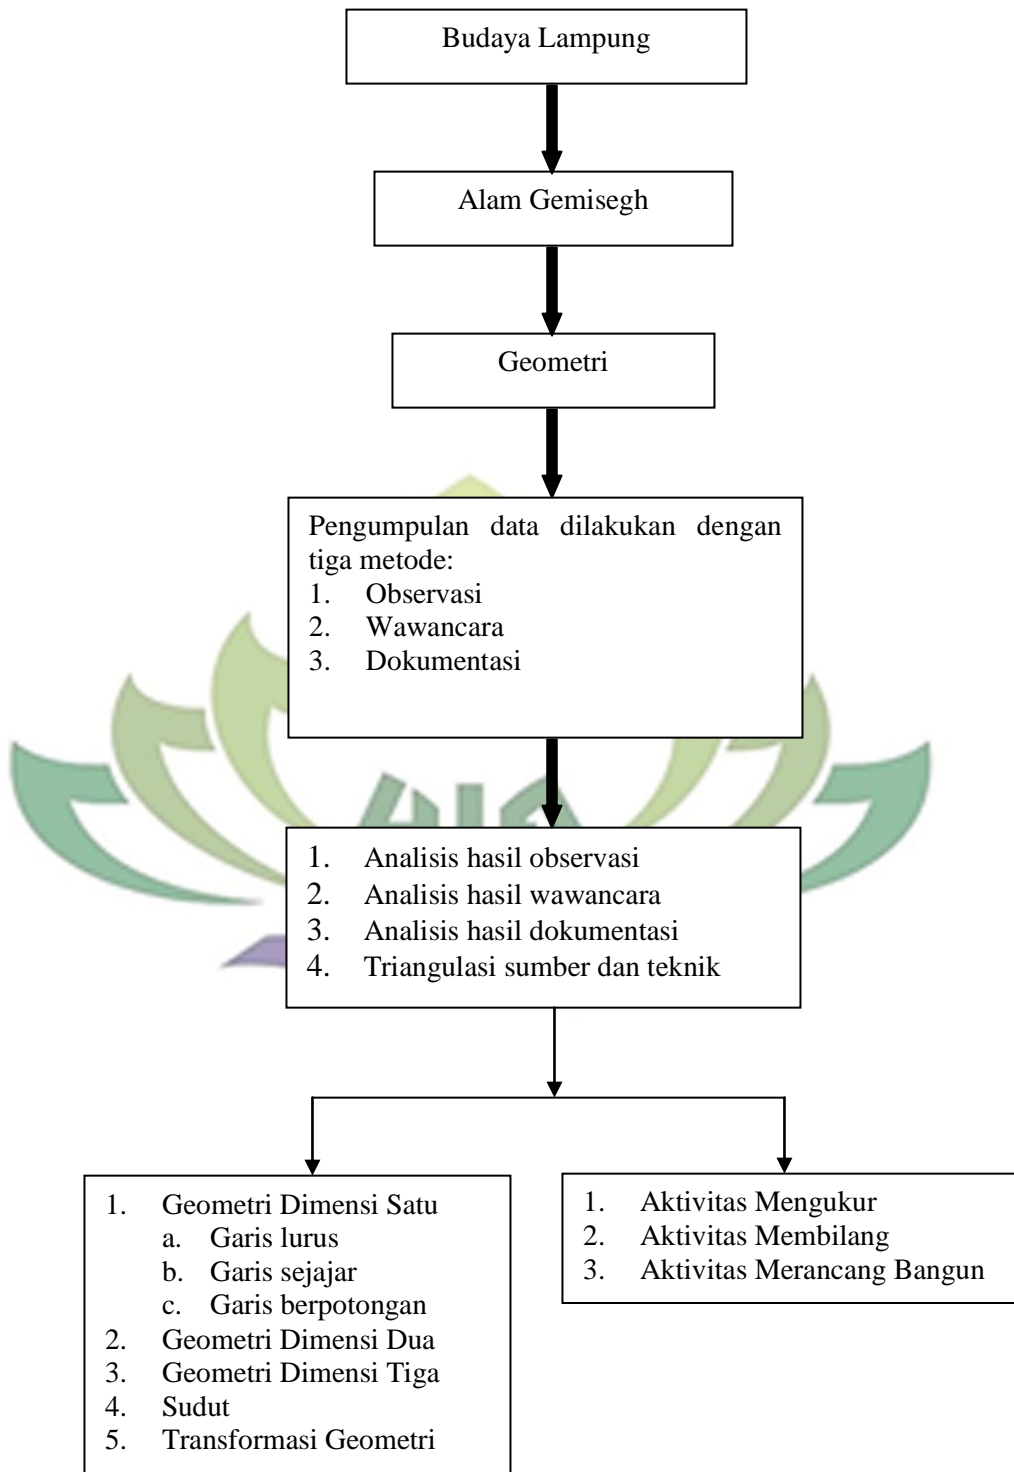 Budaya Lampung
Alam Gemisegh
Geometri
Pengumpulan data dilakukan dengan
tiga metode:
1. Observasi
2. Wawancara
3. Dokumentasi
1. Analisis hasil observasi
2. Analisis hasil wawancara
3. Analisis hasil dokumentasi
4. Triangulasi sumber dan teknik
1. Geometri Dimensi Satu
a. Garis lurus
b. Garis sejajar
c. Garis berpotongan
2. Geometri Dimensi Dua
3. Geometri Dimensi Tiga
4. Sudut
5. Transformasi Geometri
1. Aktivitas Mengukur
2. Aktivitas Membilang
3. Aktivitas Merancang Bangun